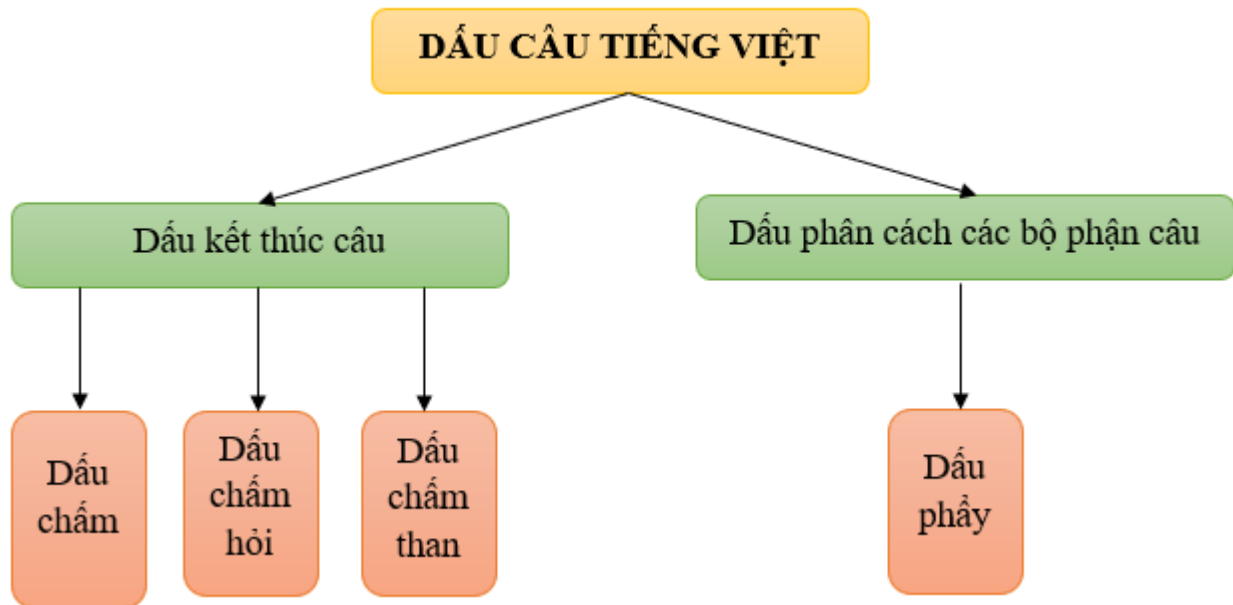 DẤU CÂU TIẾNG VIỆT
Dấu kết thúc câu
Dấu phân cách các bộ phận câu
Dấu
chấm
Dấu
chấm
hỏi
Dấu
chấm
than
Dấu
phẩy